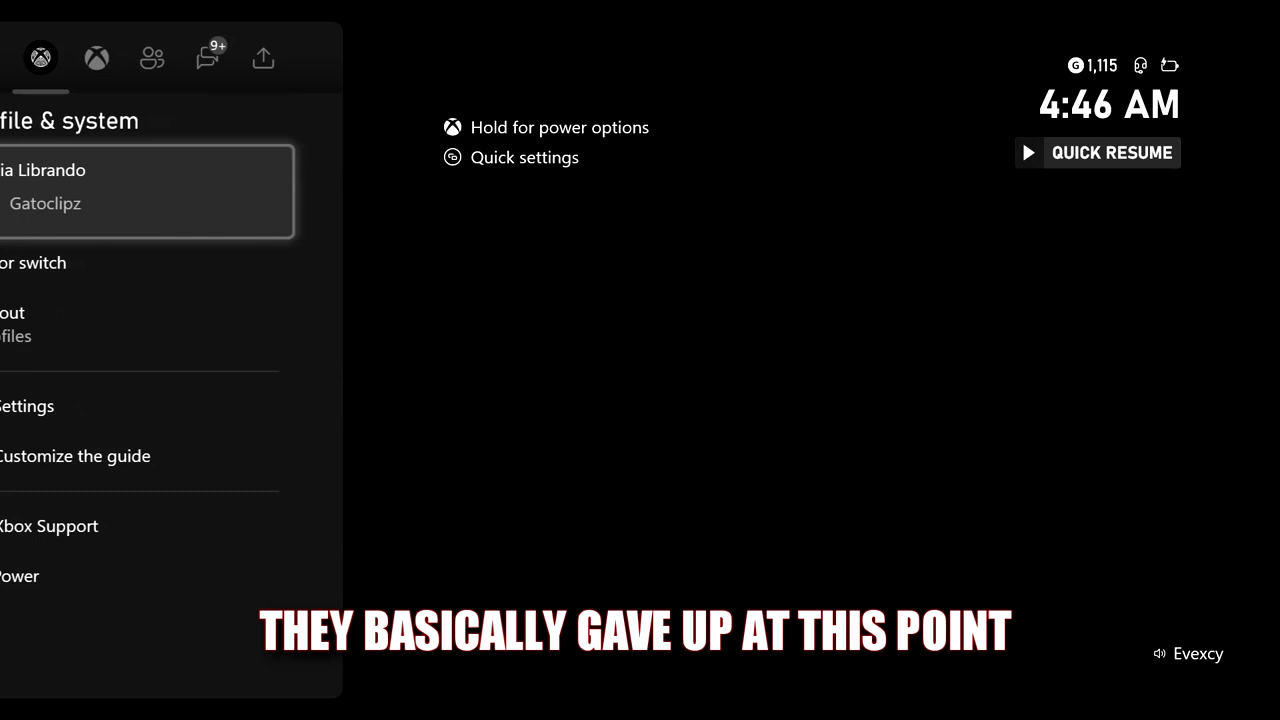 9+
file & system
ia Librando
Gatoclipz
or switch
out
files
Settings
Customize the guide
Xbox Support
Power
Hold for power options
Quick settings
G 1,115
4:46 AM
QUICK RESUME
THEY BASICALLY GAVE UP AT THIS POINT
Evexcy